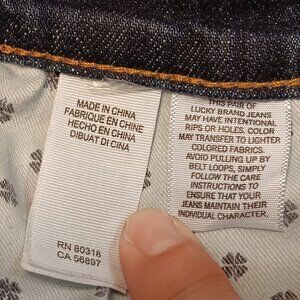 MADE IN CHINA
FABRIQUE EN CHINE
HECHO EN CHINA
DIBUAT DI CINA
RN 80318
CA 56897
THIS PAIR OF
LUCKY BRAND JEANS
MAY HAVE INTENTIONAL
RIPS OR HOLES. COLOR
MAY TRANSFER TO LIGHTER
COLORED FABRICS.
AVOID PULLING UP BY
BELT LOOPS, SIMPLY
FOLLOW THE CARE
INSTRUCTIONS TO
ENSURE THAT YOUR
JEANS MAINTAIN THEIR
INDIVIDUAL CHARACTER.